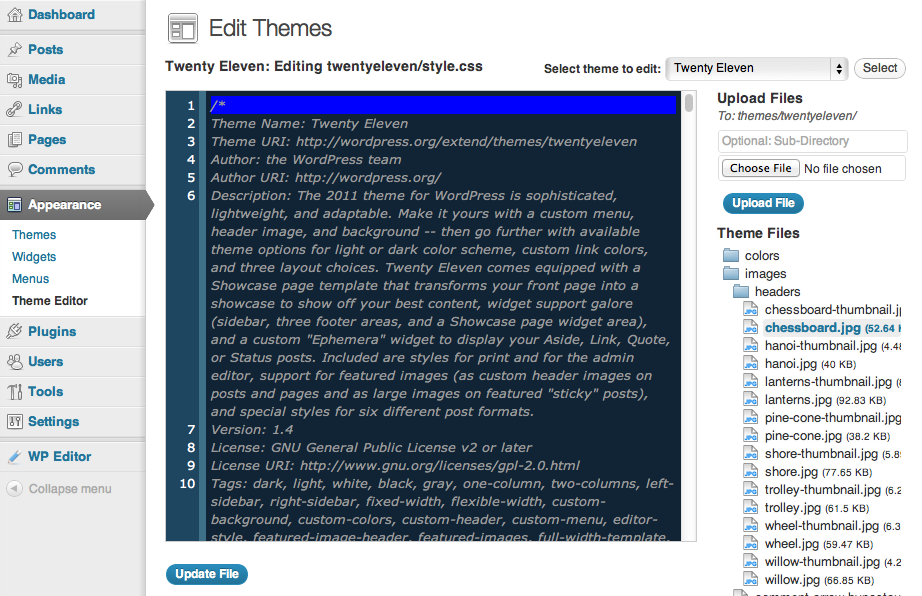 Dashboard
Posts
Media
Links
Pages
Comments
Appearance
Themes
Widgets
Menus
Theme Editor
Plugins
Users
Tools
Settings
WP Editor
Collapse menu
Edit Themes
Twenty Eleven: Editing twentyeleven/style.css
Select theme to edit: Twenty Eleven Select
1 /*
2 Theme Name: Twenty Eleven
3 Theme URI: http://wordpress.org/extend/themes/twentyeleven
4 Author: the WordPress team
5 Author URI: http://wordpress.org/
6 Description: The 2011 theme for WordPress is sophisticated,
lightweight, and adaptable. Make it yours with a custom menu,
header image, and background -- then go further with available
theme options for light or dark color scheme, custom link colors,
and three layout choices. Twenty Eleven comes equipped with a
Showcase page template that transforms your front page into a
showcase to show off your best content, widget support galore
(sidebar, three footer areas, and a Showcase page widget area),
and a custom "Ephemera" widget to display your Aside, Link, Quote,
or Status posts. Included are styles for print and for the admin
editor, support for featured images (as custom header images on
posts and pages and as large images on featured "sticky" posts),
and special styles for six different post formats.
7 Version: 1.4
8 License: GNU General Public License v2 or later
9 License URI: http://www.gnu.org/licenses/gpl-2.0.html
10 Tags: dark, light, white, black, gray, one-column, two-columns, left-
sidebar, right-sidebar, fixed-width, flexible-width, custom-
background, custom-colors, custom-header, custom-menu, editor-
style, featured-image-header, featured-images, full-width-template,
Update File
Upload Files
To: themes/twentyeleven/
Optional: Sub-Directory
Choose File No file chosen
Upload File
Theme Files
colors
images
headers
chessboard-thumbnail.j
chessboard.jpg (52.64 K
hanoi-thumbnail.jpg (4.48
hanoi.jpg (40 KB)
lanterns-thumbnail.jpg (
lanterns.jpg (92.83 KB)
pine-cone-thumbnail.jpg
pine-cone.jpg (38.2 KB)
shore-thumbnail.jpg (5.8
shore.jpg (77.65 KB)
trolley-thumbnail.jpg (6.2
trolley.jpg (61.5 KB)
wheel-thumbnail.jpg (6.3
wheel.jpg (59.47 KB)
willow-thumbnail.jpg (4.2
willow.jpg (66.85 KB)